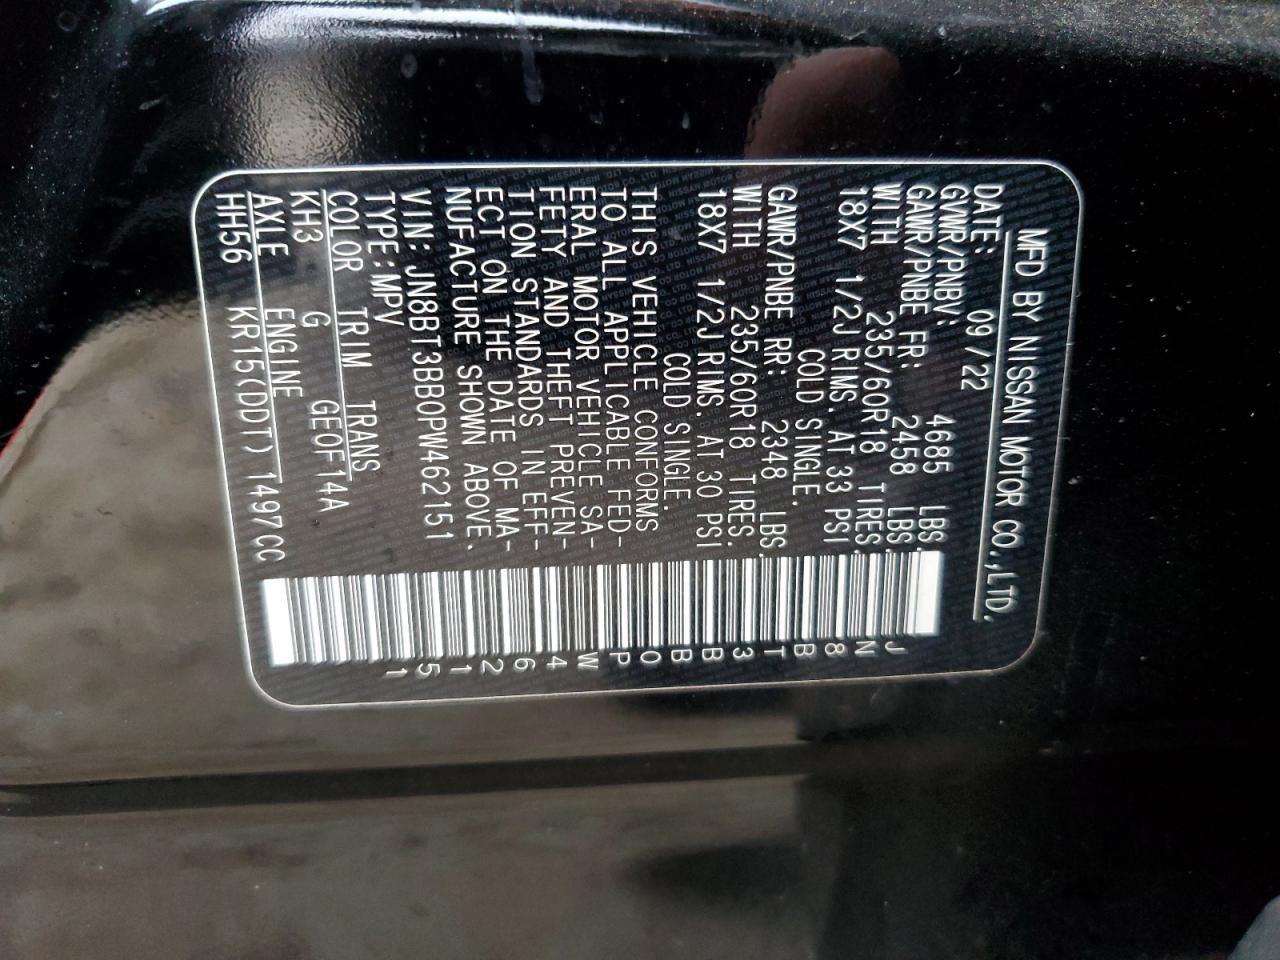 MFD BY NISSAN MOTOR CO.,LTD.
DATE: 09/22
GVWR/PNBV: 4685 LBS.
GAWR/PNBE FR: 2458 LBS.
WITH 235/60R18 TIRES.
18X7 1/2J RIMS. AT 33 PSI
COLD SINGLE.
GAWR/PNBE RR: 2348 LBS.
WITH 235/60R18 TIRES.
18X7 1/2J RIMS. AT 30 PSI
COLD SINGLE.
THIS VEHICLE CONFORMS
TO ALL APPLICABLE FED-
ERAL MOTOR VEHICLE SA-
FETY AND THEFT PREVEN-
TION STANDARDS IN EFF-
ECT ON THE DATE OF MA-
NUFACTURE SHOWN ABOVE.
VIN: JN8BT3BB0PW462151
TYPE:MPV
COLOR TRIM TRANS
KH3 G GE0F14A
AXLE ENGINE
HH56 KR15(DDT) 1497CC
JN8BT3BB0PW462151